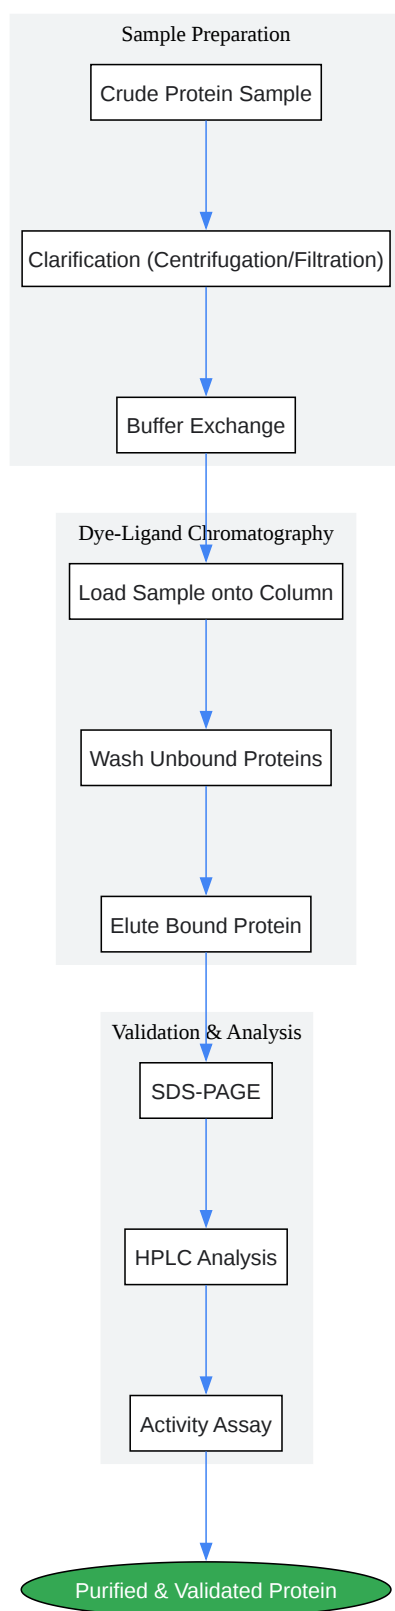 Sample Preparation
Crude Protein Sample
Clarification (Centrifugation/Filtration)
Buffer Exchange
Dye-Ligand Chromatography
Load Sample onto Column
Wash Unbound Proteins
Elute Bound Protein
Validation & Analysis
SDS-PAGE
HPLC Analysis
Activity Assay
Purified & Validated Protein